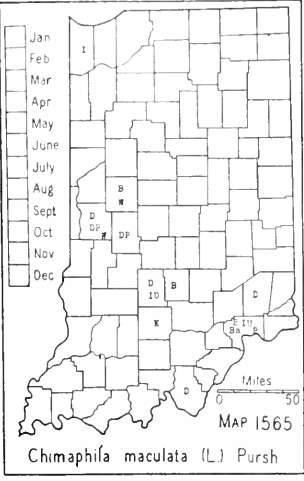 Jan
Feb
Mar
Apr
May
June
July
Aug
Sept
Oct
Nov
Dec
I
B
W
D
DP
W
DP
D
IU
B
D
K
E IU
Ba B
D
Miles
0 50
MAP 1565
Chimaphila maculata (L.) Pursh